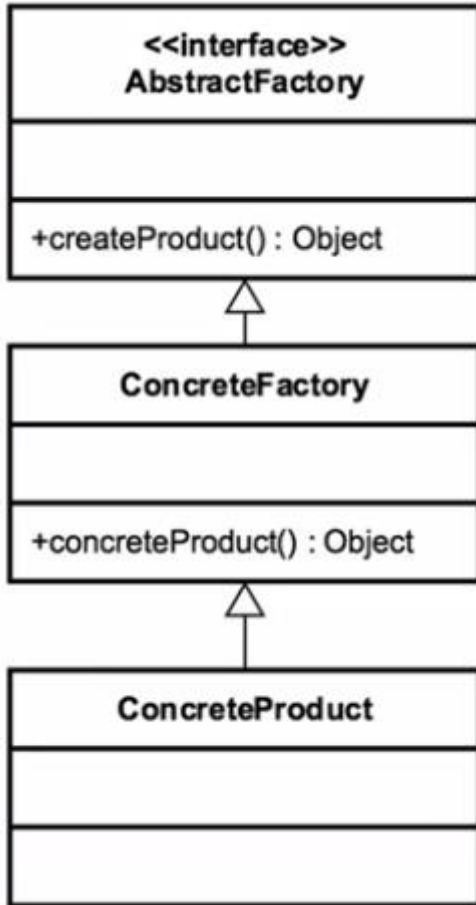 <<interface>>
AbstractFactory
+createProduct() : Object
ConcreteFactory
+concreteProduct() : Object
ConcreteProduct